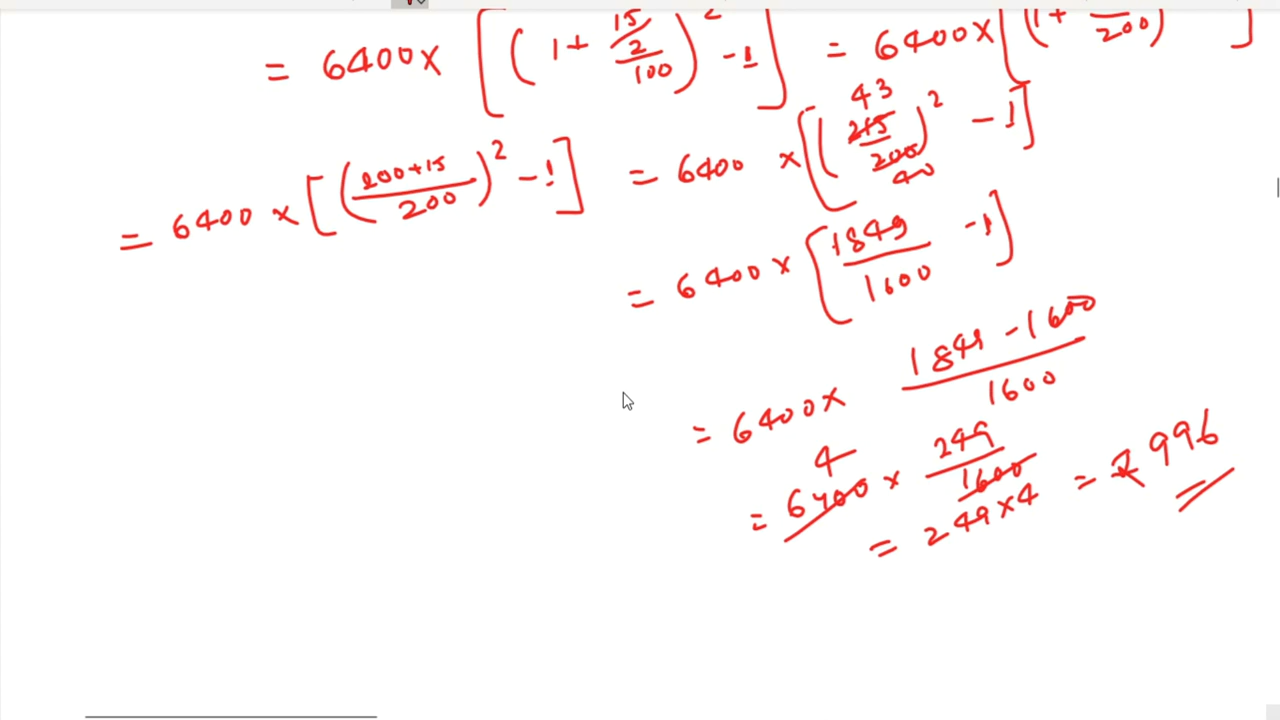 = 6400 × [(1 + 15/2/100)² - 1] = 6400 × [(1 + /200)
= 6400 × [(200+15/200)² - 1] = 6400 × [(215/200)² - 1]
43
40
= 6400 × [1849/1600 - 1]
= 6400 × 1849 - 1600/1600
4
= 6400 × 249/1600
= 249 × 4 = ₹ 996